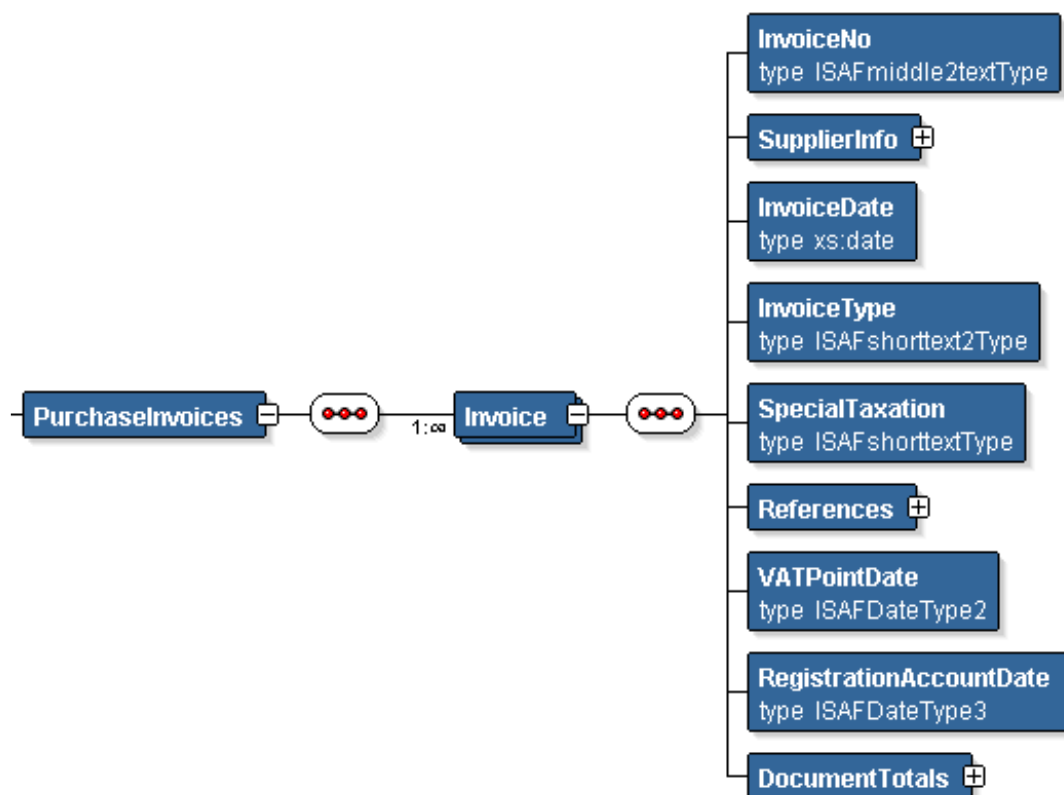 InvoiceNo
type ISAFmiddle2textType
SupplierInfo
InvoiceDate
type xs:date
InvoiceType
type ISAFshorttext2Type
PurchaseInvoices
1:∞
Invoice
SpecialTaxation
type ISAFshorttextType
References
VATPointDate
type ISAFDateType2
RegistrationAccountDate
type ISAFDateType3
DocumentTotals